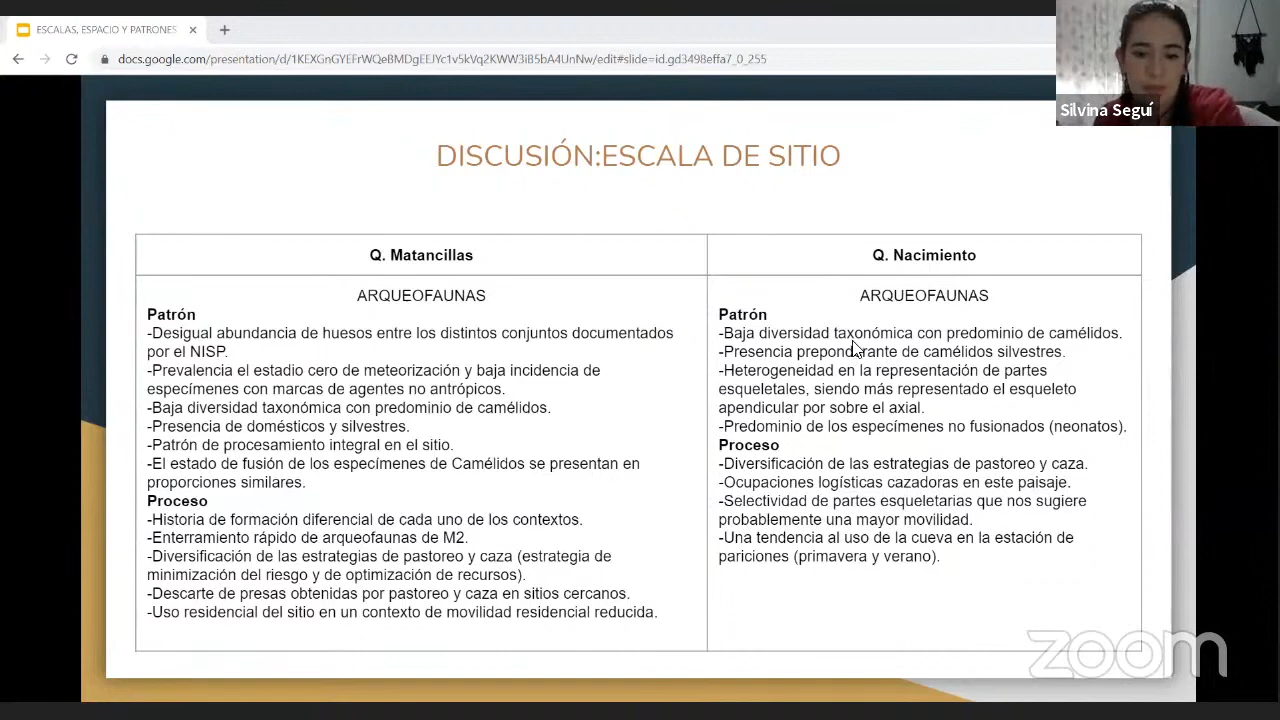 ESCALAS, ESPACIO Y PATRONES
docs.google.com/presentation/d/1KEXGnGYEFrWQeBMDgEEJYc1v5kVq2KWW3iB5bA4UnNw/edit#slide=id.gd3498effa7_0_255
Silvina Seguí
DISCUSIÓN:ESCALA DE SITIO
Q. Matancillas
ARQUEOFAUNAS
Patrón
-Desigual abundancia de huesos entre los distintos conjuntos documentados
por el NISP.
-Prevalencia el estadio cero de meteorización y baja incidencia de
especímenes con marcas de agentes no antrópicos.
-Baja diversidad taxonómica con predominio de camélidos.
-Presencia de domésticos y silvestres.
-Patrón de procesamiento integral en el sitio.
-El estado de fusión de los especímenes de Camélidos se presentan en
proporciones similares.
Proceso
-Historia de formación diferencial de cada uno de los contextos.
-Enterramiento rápido de arqueofaunas de M2.
-Diversificación de las estrategias de pastoreo y caza (estrategia de
minimización del riesgo y de optimización de recursos).
-Descarte de presas obtenidas por pastoreo y caza en sitios cercanos.
-Uso residencial del sitio en un contexto de movilidad residencial reducida.
Q. Nacimiento
ARQUEOFAUNAS
Patrón
-Baja diversidad taxonómica con predominio de camélidos.
-Presencia preponderante de camélidos silvestres.
-Heterogeneidad en la representación de partes
esqueletales, siendo más representado el esqueleto
apendicular por sobre el axial.
-Predominio de los especímenes no fusionados (neonatos).
Proceso
-Diversificación de las estrategias de pastoreo y caza.
-Ocupaciones logísticas cazadoras en este paisaje.
-Selectividad de partes esqueletarias que nos sugiere
probablemente una mayor movilidad.
-Una tendencia al uso de la cueva en la estación de
pariciones (primavera y verano).
zoom